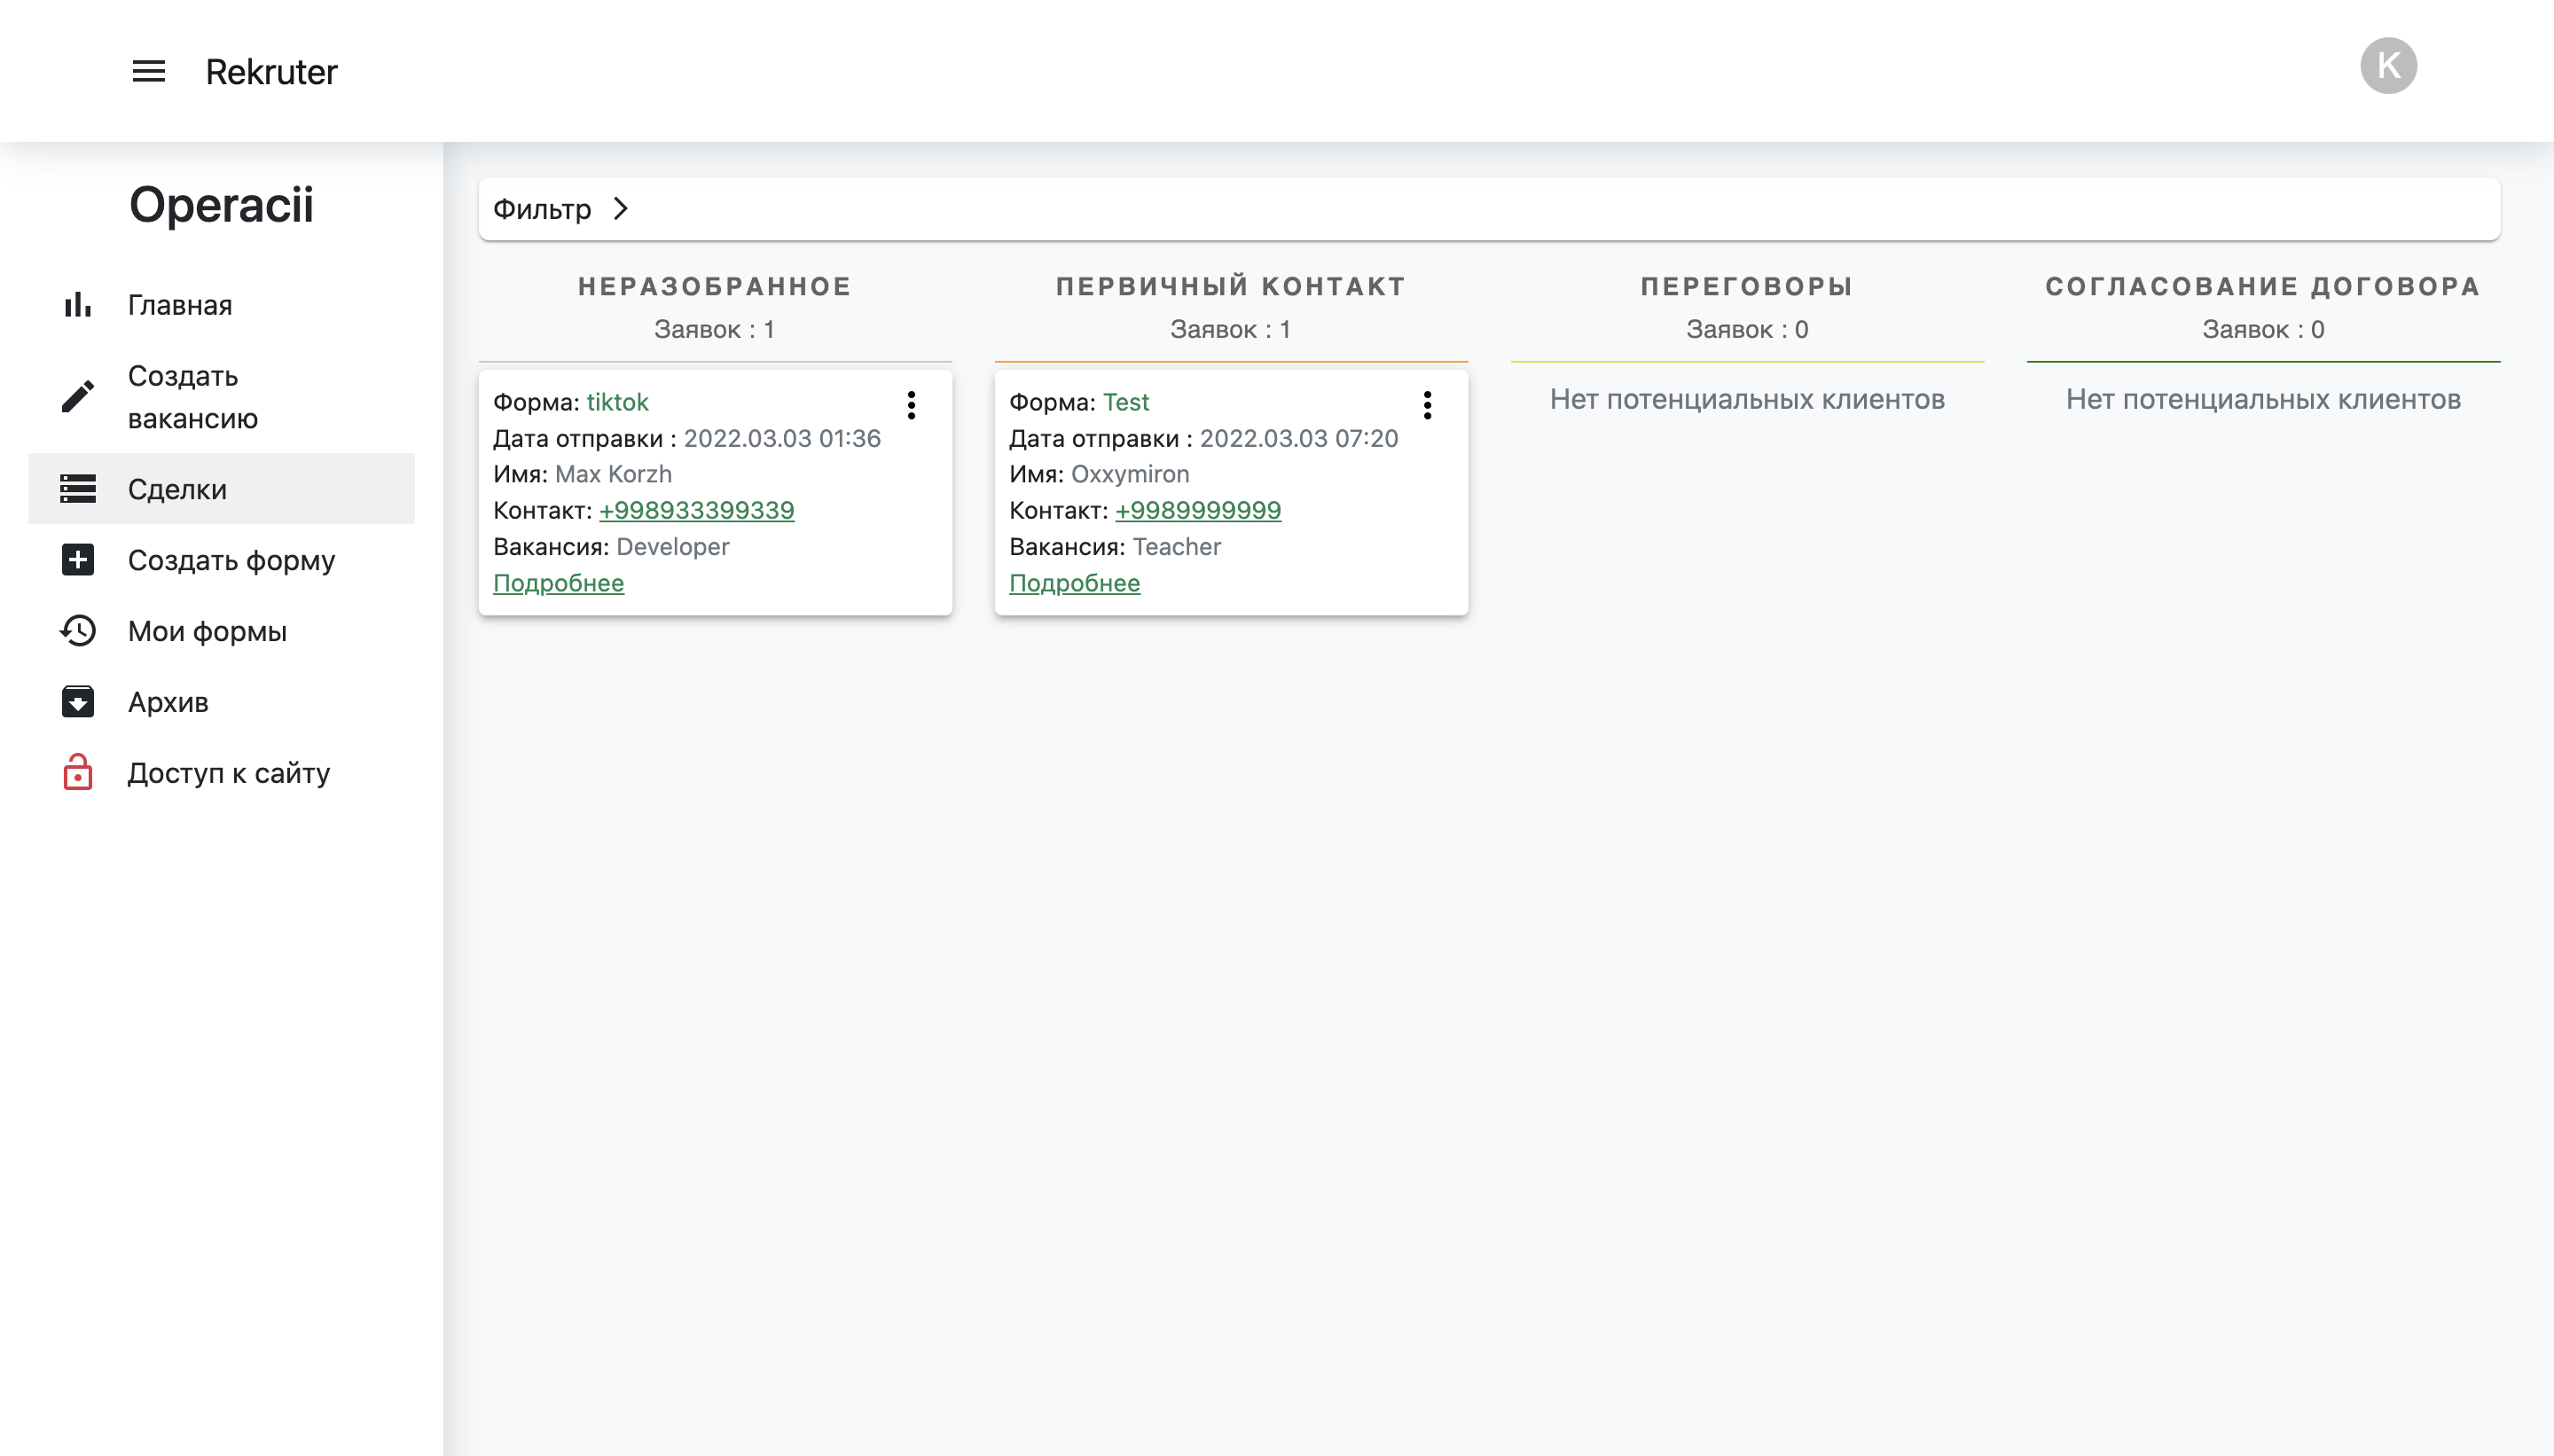 Rekruter
K
Operacii
Главная
Создать
вакансию
Сделки
Создать форму
Мои формы
Архив
Доступ к сайту
Фильтр
НЕРАЗОБРАННОЕ
Заявок : 1
Форма: tiktok
Дата отправки : 2022.03.03 01:36
Имя: Max Korzh
Контакт: +998933399339
Вакансия: Developer
Подробнее
ПЕРВИЧНЫЙ КОНТАКТ
Заявок : 1
Форма: Test
Дата отправки : 2022.03.03 07:20
Имя: Oxxymiron
Контакт: +9989999999
Вакансия: Teacher
Подробнее
ПЕРЕГОВОРЫ
Заявок : 0
Нет потенциальных клиентов
СОГЛАСОВАНИЕ ДОГОВОРА
Заявок : 0
Нет потенциальных клиентов